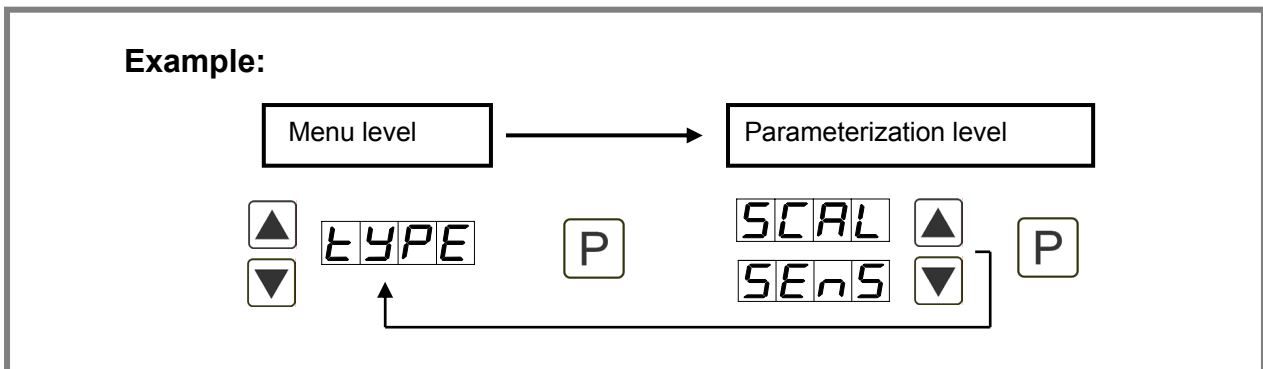 Example:
Menu level
Parameterization level
tYPE
P
SCAL
SEnS
P